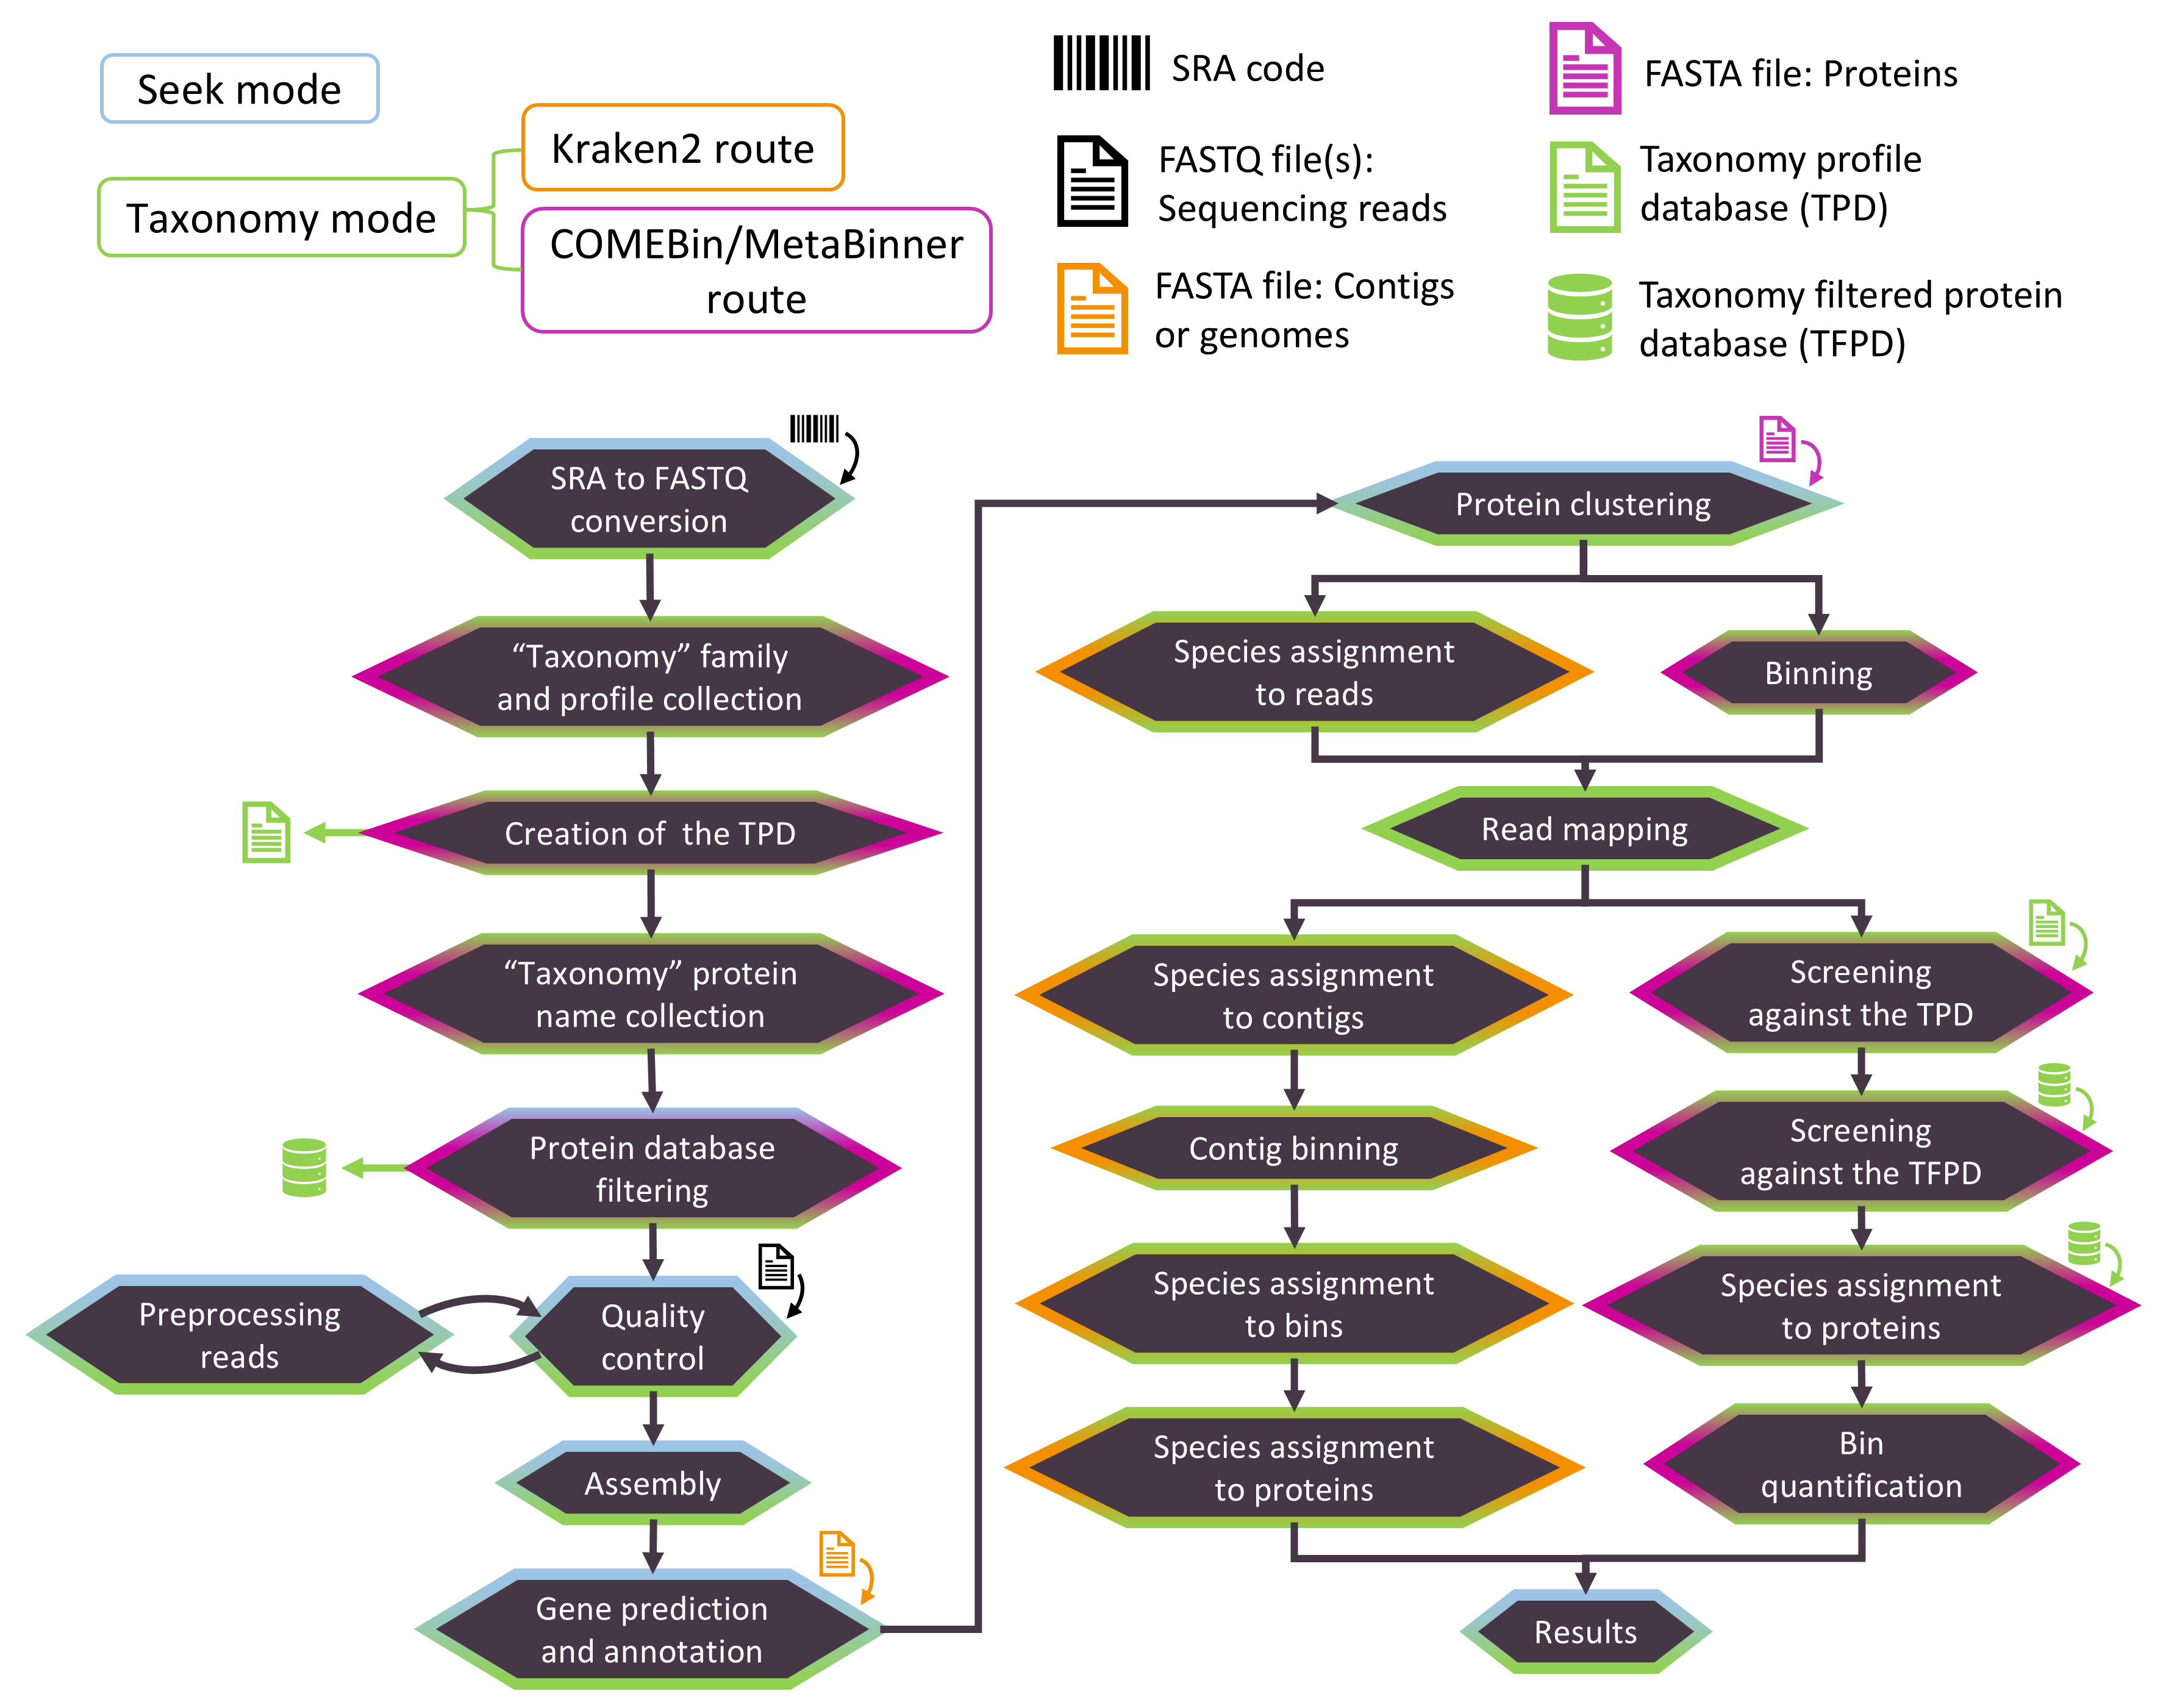 Seek mode
Taxonomy mode
Kraken2 route
COMEBin/MetaBinner
route
SRA code
FASTQ file(s):
Sequencing reads
FASTA file: Contigs
or genomes
FASTA file: Proteins
Taxonomy profile
database (TPD)
Taxonomy filtered protein
database (TFPD)
SRA to FASTQ
conversion
“Taxonomy” family
and profile collection
Creation of the TPD
“Taxonomy” protein
name collection
Protein database
filtering
Preprocessing
reads
Quality
control
Assembly
Gene prediction
and annotation
Protein clustering
Species assignment
to reads
Binning
Read mapping
Species assignment
to contigs
Contig binning
Species assignment
to bins
Species assignment
to proteins
Screening
against the TPD
Screening
against the TFPD
Species assignment
to proteins
Bin
quantification
Results